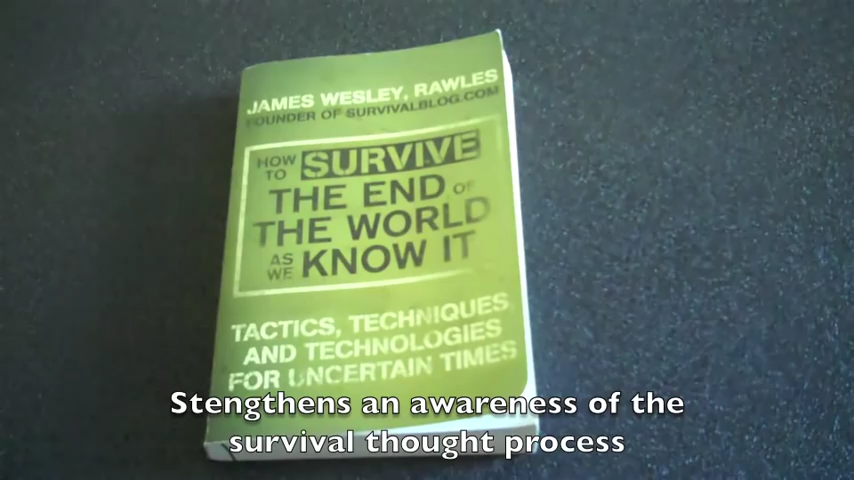 JAMES WESLEY, RAWLES
FOUNDER OF SURVIVALBLOG.COM
HOW TO SURVIVE
THE END OF
THE WORLD
AS WE KNOW IT
TACTICS, TECHNIQUES
AND TECHNOLOGIES
FOR UNCERTAIN TIMES
Stengthens an awareness of the
survival thought process